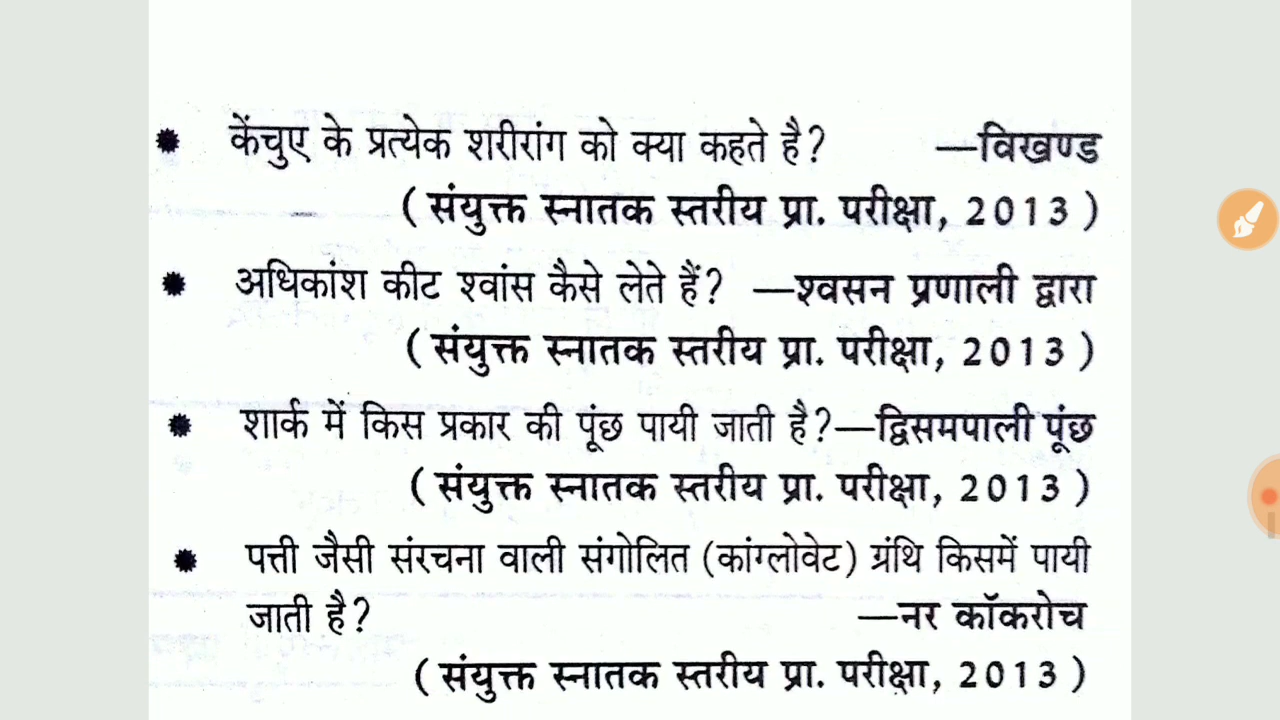 ✹ केंचुए के प्रत्येक शरीरांग को क्या कहते है? —विखण्ड
( संयुक्त स्नातक स्तरीय प्रा. परीक्षा, 2013 )
✹ अधिकांश कीट श्वांस कैसे लेते हैं? —श्वसन प्रणाली द्वारा
( संयुक्त स्नातक स्तरीय प्रा. परीक्षा, 2013 )
✹ शार्क में किस प्रकार की पूंछ पायी जाती है?—द्विसमपाली पूंछ
( संयुक्त स्नातक स्तरीय प्रा. परीक्षा, 2013 )
✹ पत्ती जैसी संरचना वाली संगोलित (कांग्लोवेट) ग्रंथि किसमें पायी
जाती है? —नर कॉकरोच
( संयुक्त स्नातक स्तरीय प्रा. परीक्षा, 2013 )